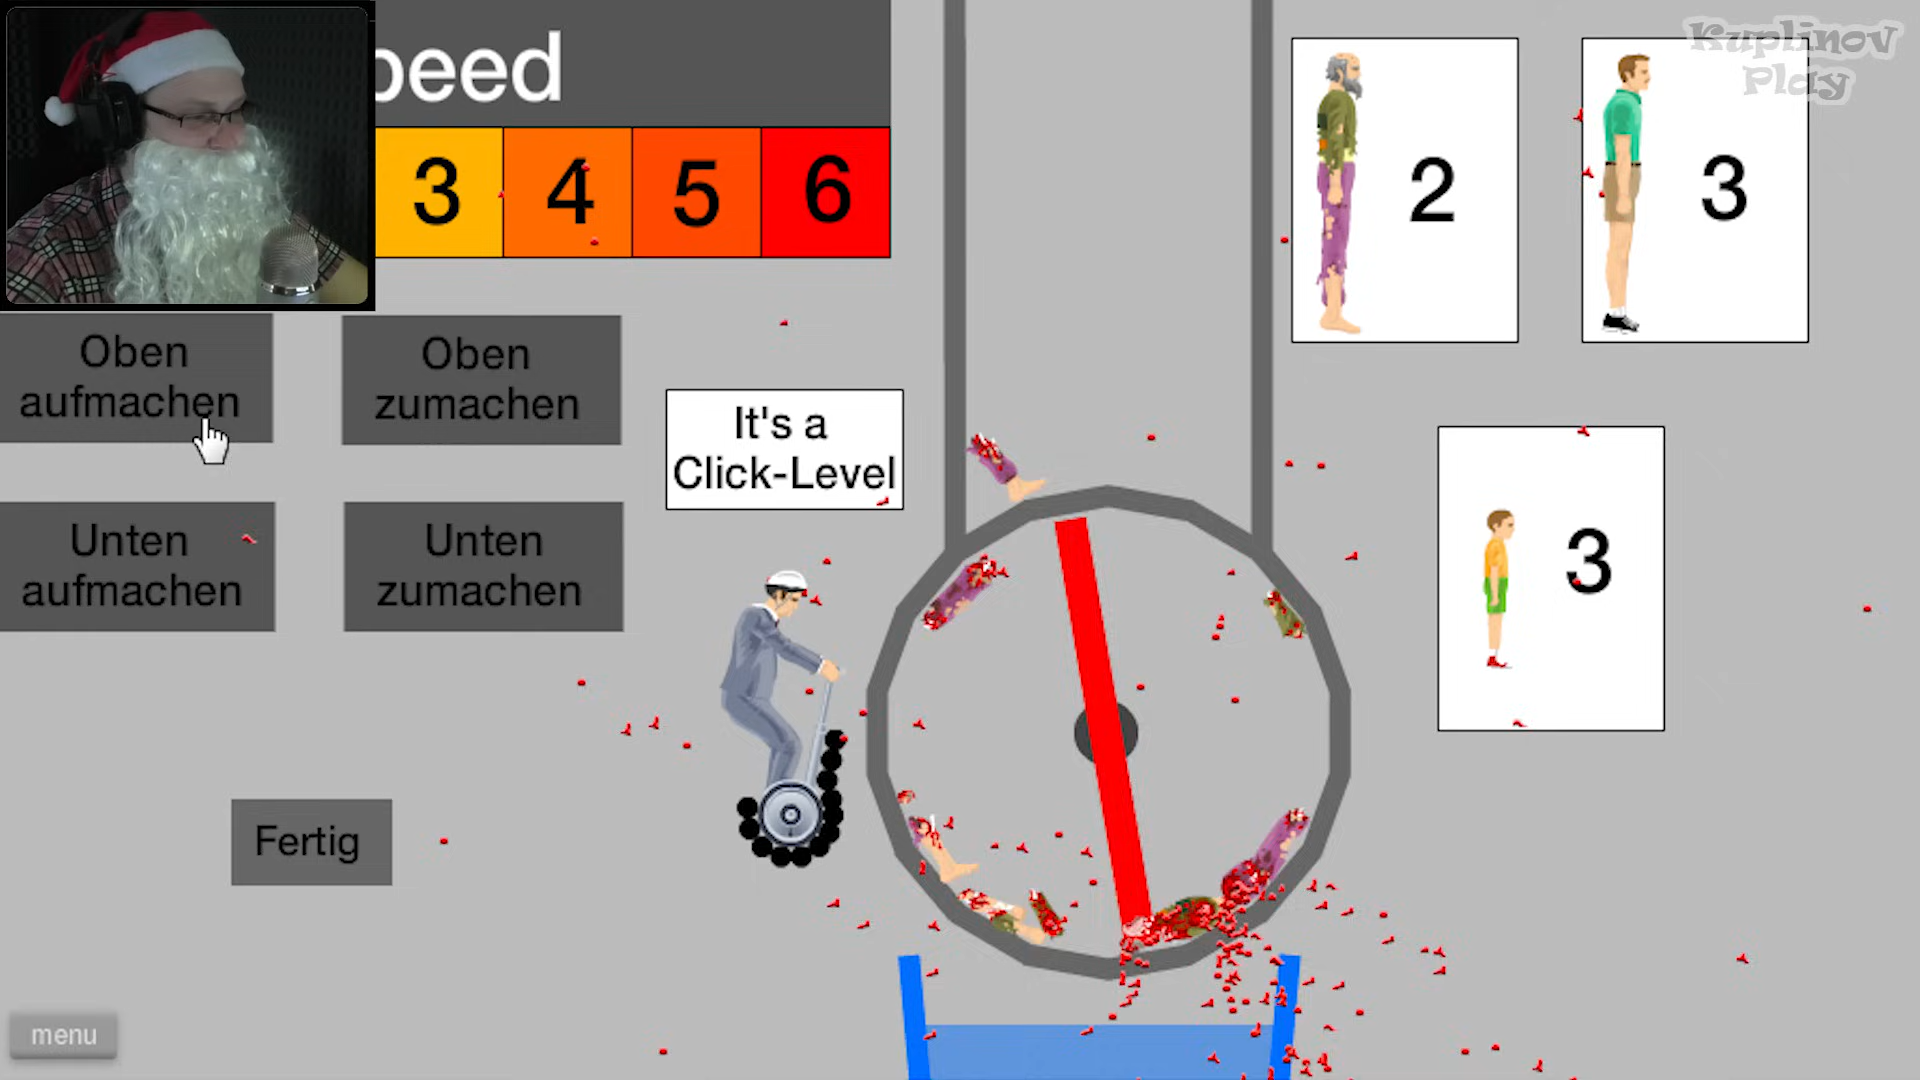 Kuplinov
Play
peed
3 4 5 6
2
3
Oben
aufmachen
Oben
zumachen
It's a
Click-Level
Unten
aufmachen
Unten
zumachen
3
Fertig
menu